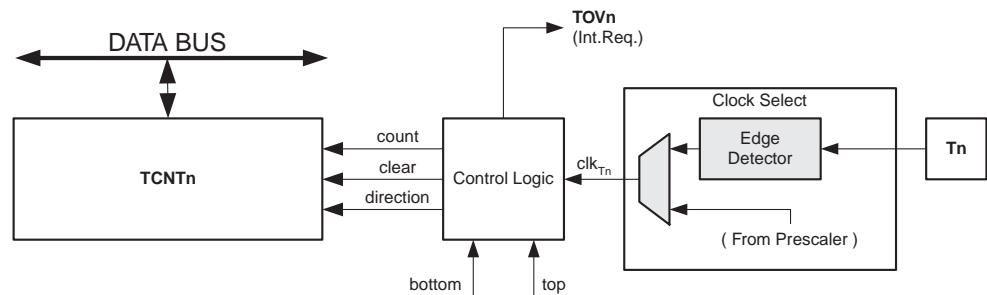 TOVn
(Int.Req.)
DATA BUS
Clock Select
count
Edge
Detector
Tn
TCNTn
clear
Control Logic
clkTn
direction
( From Prescaler )
bottom
top